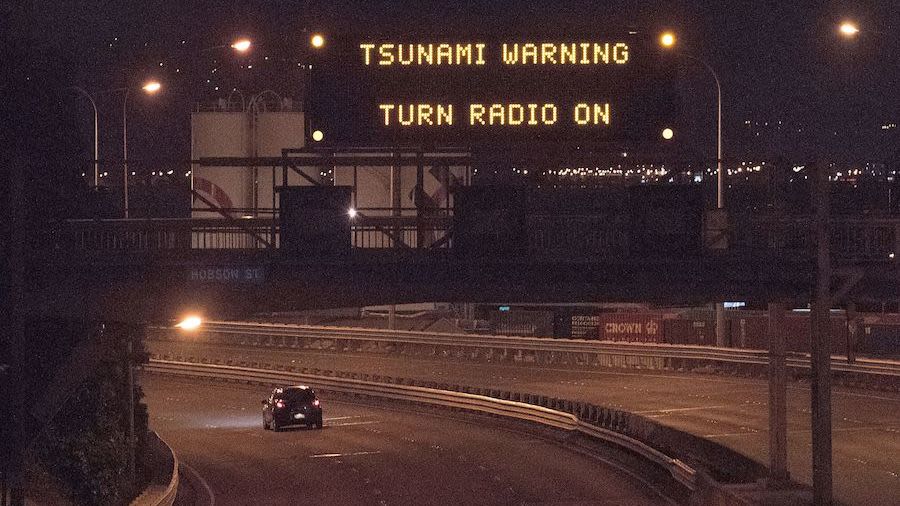 TSUNAMI WARNING
TURN RADIO ON
HOBSON ST
CROWN